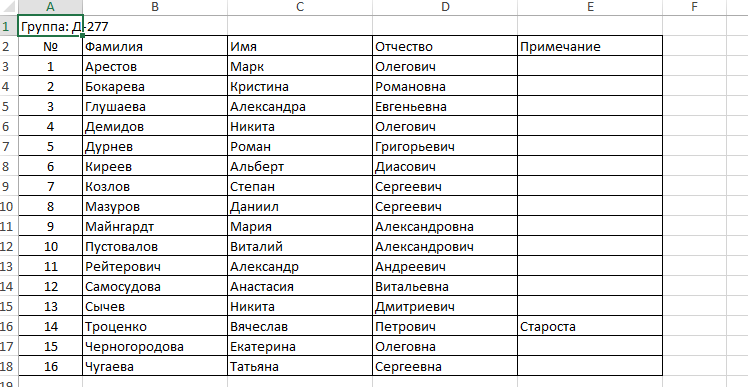 A B C D E F
1 Группа: Д-277
2 № Фамилия Имя Отчество Примечание
3 1 Арестов Марк Олегович
4 2 Бокарева Кристина Романовна
5 3 Глушаева Александра Евгеньевна
6 4 Демидов Никита Олегович
7 5 Дурнев Роман Григорьевич
8 6 Киреев Альберт Диасович
9 7 Козлов Степан Сергеевич
10 8 Мазуров Даниил Сергеевич
11 9 Майнгардт Мария Александровна
12 10 Пустовалов Виталий Александрович
13 11 Рейтерович Александр Андреевич
14 12 Самосудова Анастасия Витальевна
15 13 Сычев Никита Дмитриевич
16 14 Троценко Вячеслав Петрович Староста
17 15 Черногородова Екатерина Олеговна
18 16 Чугаева Татьяна Сергеевна
19